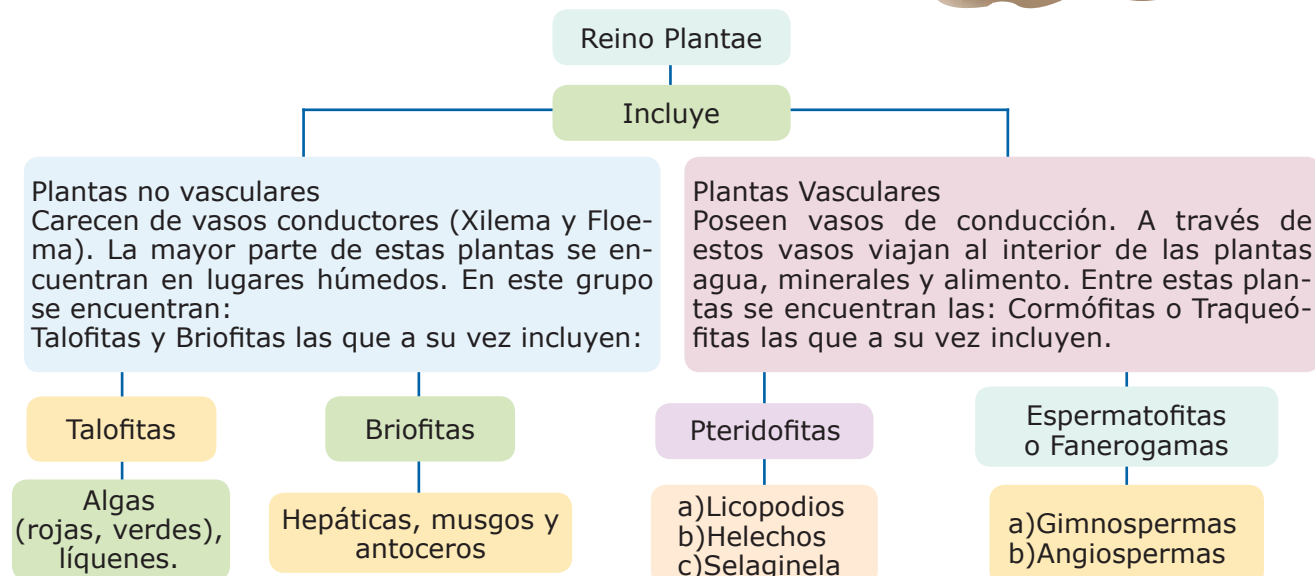 Reino Plantae
Incluye
Plantas no vasculares
Carecen de vasos conductores (Xilema y Floe-
ma). La mayor parte de estas plantas se en-
cuentran en lugares húmedos. En este grupo
se encuentran:
Talofitas y Briofitas las que a su vez incluyen:
Plantas Vasculares
Poseen vasos de conducción. A través de
estos vasos viajan al interior de las plantas
agua, minerales y alimento. Entre estas plan-
tas se encuentran las: Cormófitas o Traqueó-
fitas las que a su vez incluyen.
Talofitas
Briofitas
Pteridofitas
Espermatofitas
o Fanerogamas
Algas
(rojas, verdes),
líquenes.
Hepáticas, musgos y
antoceros
a)Licopodios
b)Helechos
c)Selaginela
a)Gimnospermas
b)Angiospermas